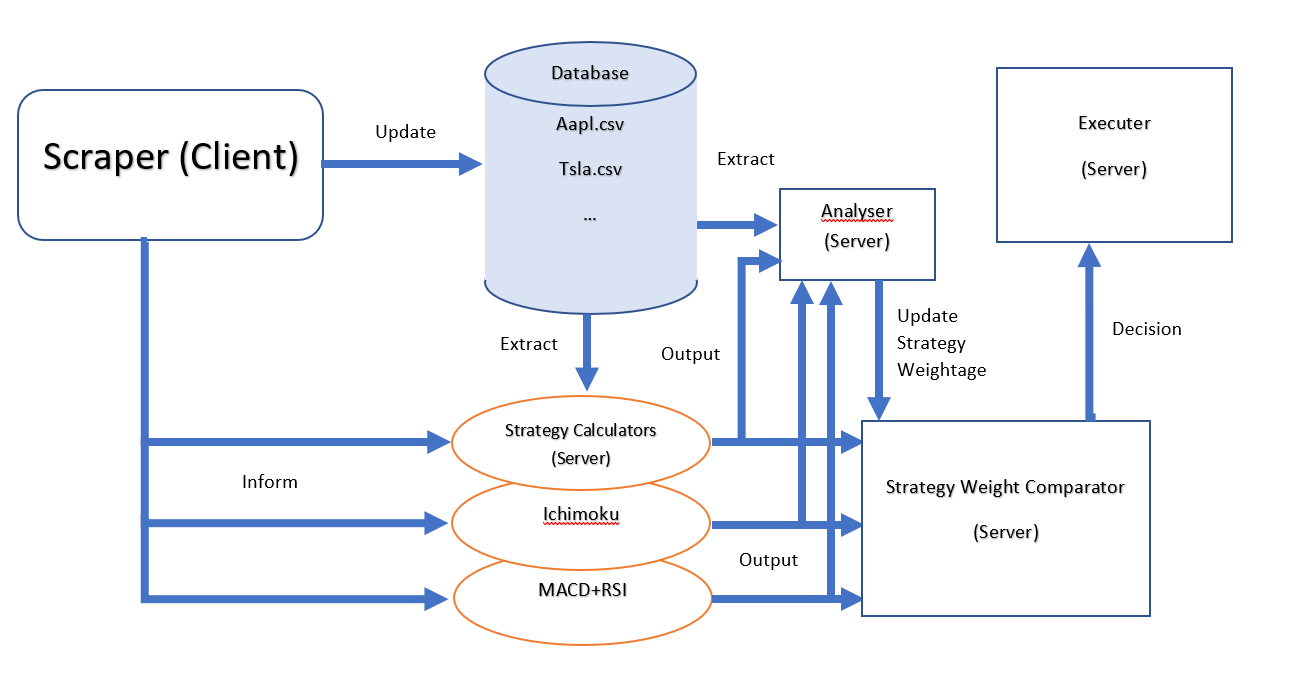 Scraper (Client)
Update
Database
Aapl.csv
Tsla.csv
...
Extract
Analyser
(Server)
Executer
(Server)
Extract
Output
Update
Strategy
Weightage
Decision
Strategy Calculators
(Server)
Inform
Ichimoku
Output
MACD+RSI
Strategy Weight Comparator
(Server)